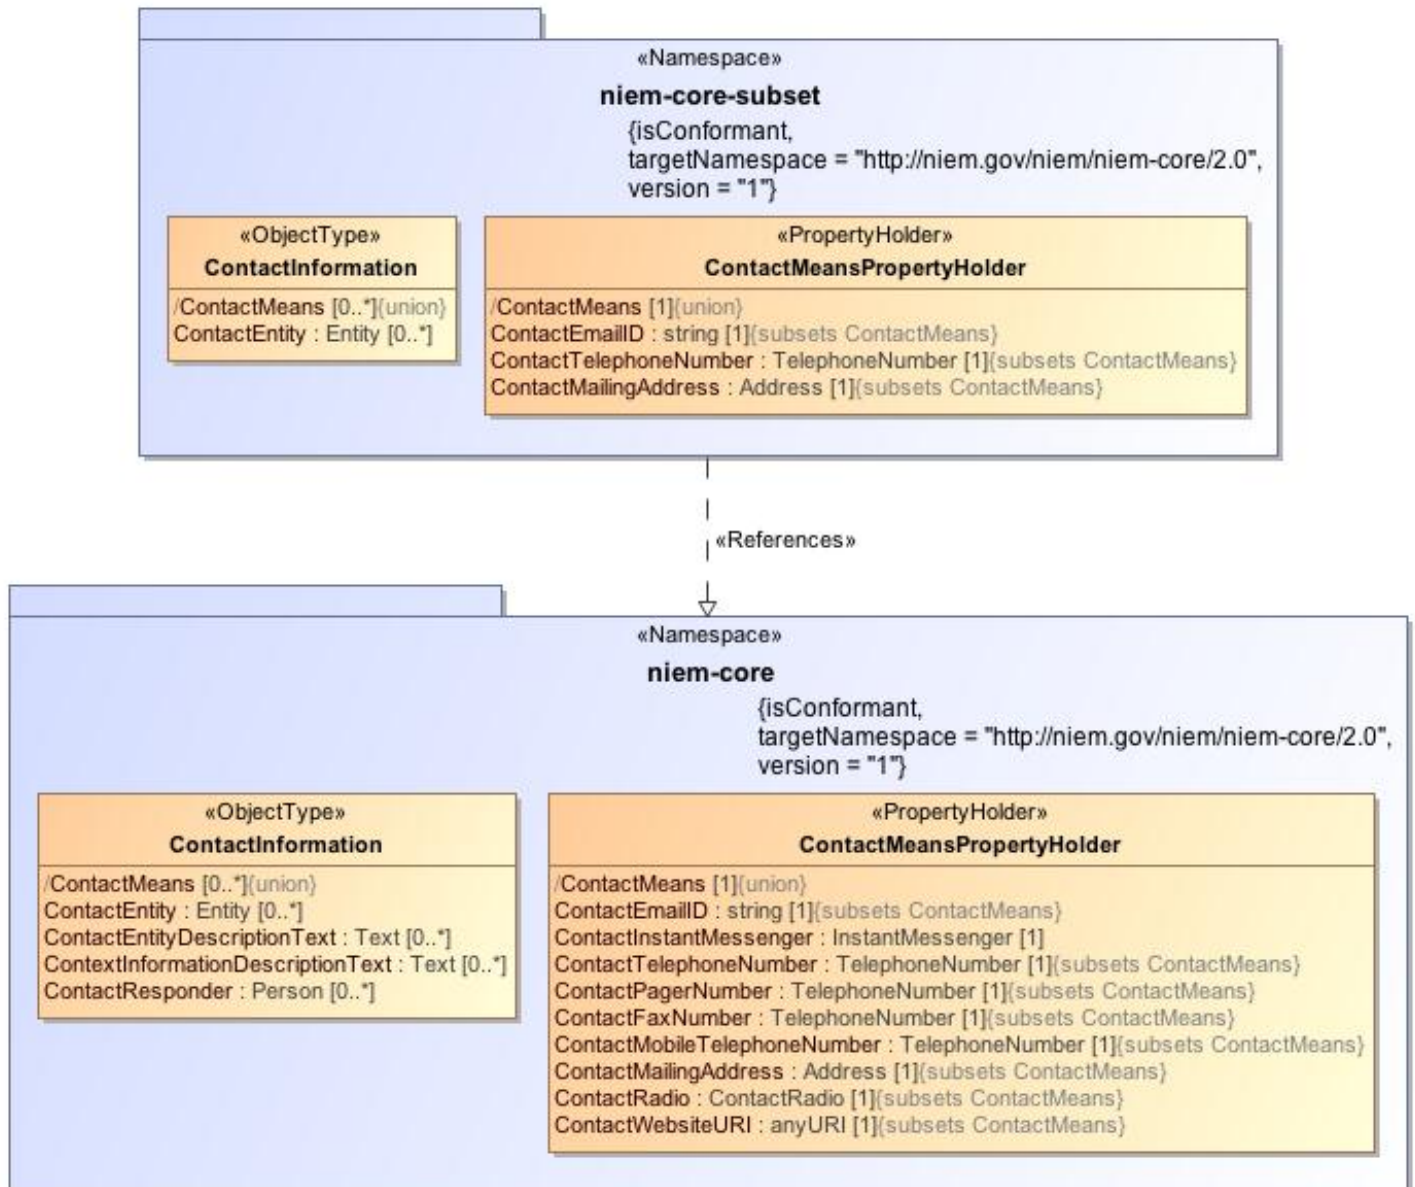 «Namespace»
niem-core-subset
{isConformant,
targetNamespace = "http://niem.gov/niem/niem-core/2.0",
version = "1"}
«ObjectType»
ContactInformation
/ContactMeans [0..*]{union}
ContactEntity : Entity [0..*]
«PropertyHolder»
ContactMeansPropertyHolder
/ContactMeans [1]{union}
ContactEmailID : string [1]{subsets ContactMeans}
ContactTelephoneNumber : TelephoneNumber [1]{subsets ContactMeans}
ContactMailingAddress : Address [1]{subsets ContactMeans}
«References»
«Namespace»
niem-core
{isConformant,
targetNamespace = "http://niem.gov/niem/niem-core/2.0",
version = "1"}
«ObjectType»
ContactInformation
/ContactMeans [0..*]{union}
ContactEntity : Entity [0..*]
ContactEntityDescriptionText : Text [0..*]
ContextInformationDescriptionText : Text [0..*]
ContactResponder : Person [0..*]
«PropertyHolder»
ContactMeansPropertyHolder
/ContactMeans [1]{union}
ContactEmailID : string [1]{subsets ContactMeans}
ContactInstantMessenger : InstantMessenger [1]
ContactTelephoneNumber : TelephoneNumber [1]{subsets ContactMeans}
ContactPagerNumber : TelephoneNumber [1]{subsets ContactMeans}
ContactFaxNumber : TelephoneNumber [1]{subsets ContactMeans}
ContactMobileTelephoneNumber : TelephoneNumber [1]{subsets ContactMeans}
ContactMailingAddress : Address [1]{subsets ContactMeans}
ContactRadio : ContactRadio [1]{subsets ContactMeans}
ContactWebsiteURI : anyURI [1]{subsets ContactMeans}